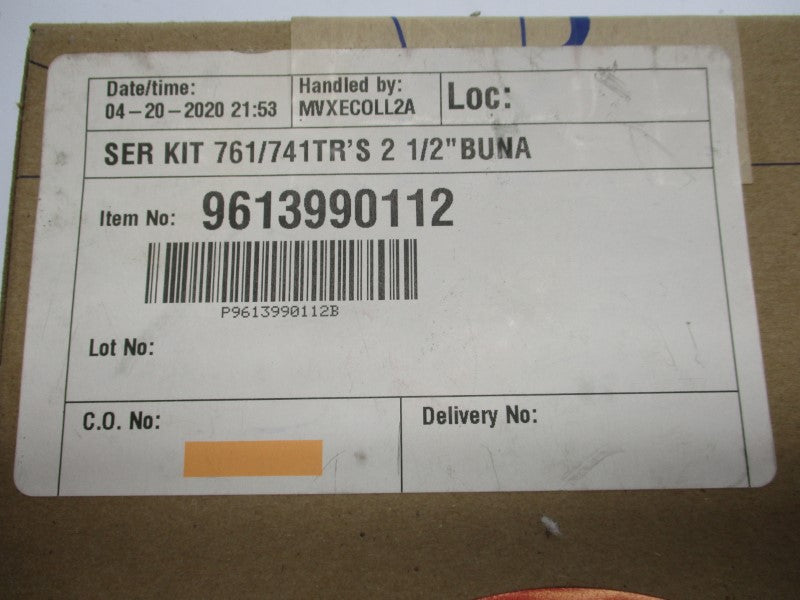 Date/time:
04-20-2020 21:53
Handled by:
MVXECOLL2A
Loc:
SER KIT 761/741TR'S 2 1/2"BUNA
Item No: 9613990112
P9613990112B
Lot No:
C.O. No:
Delivery No: